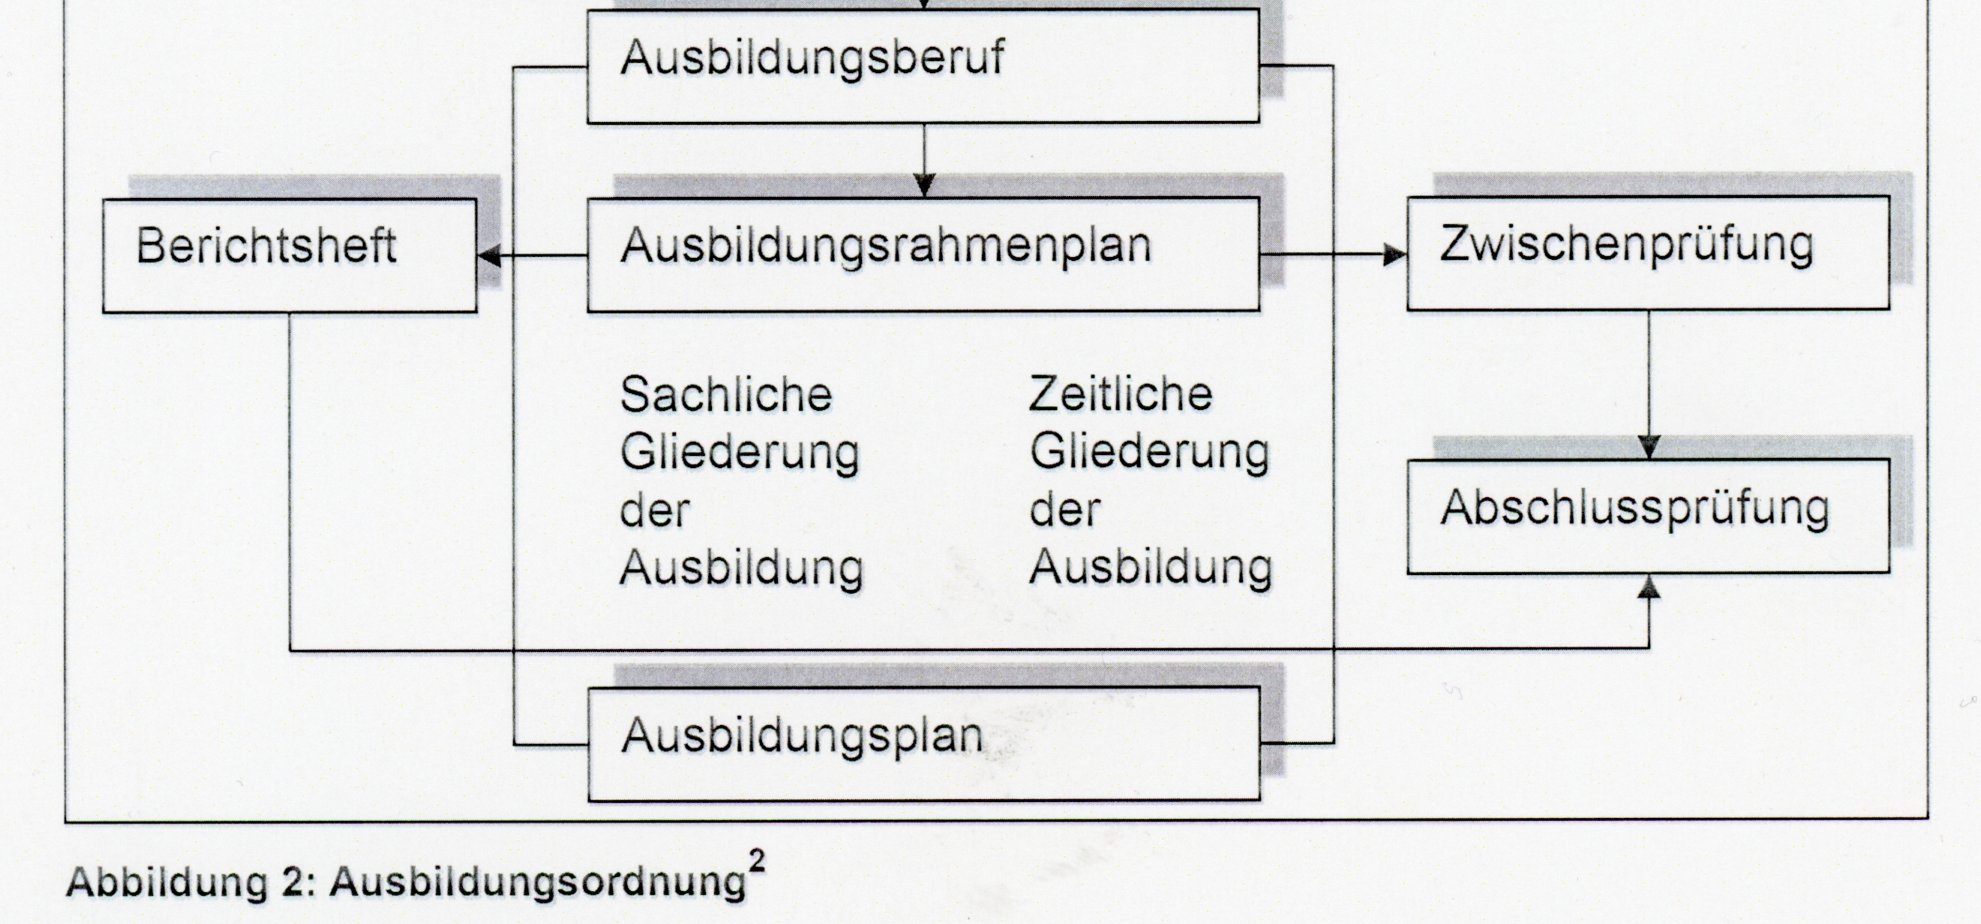 Ausbildungsberuf
Berichtsheft
Ausbildungsrahmenplan
Zwischenprüfung
Sachliche
Gliederung
der
Ausbildung
Zeitliche
Gliederung
der
Ausbildung
Abschlussprüfung
Ausbildungsplan
Abbildung 2: Ausbildungsordnung²